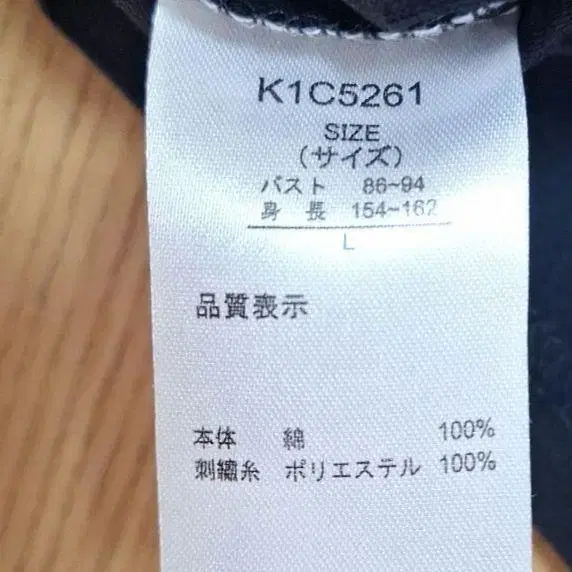 K1C5261
SIZE
(サイズ)
バスト 86~94
身 長 154~162
L
品質表示
本体 綿 100%
刺繍糸 ポリエステル 100%